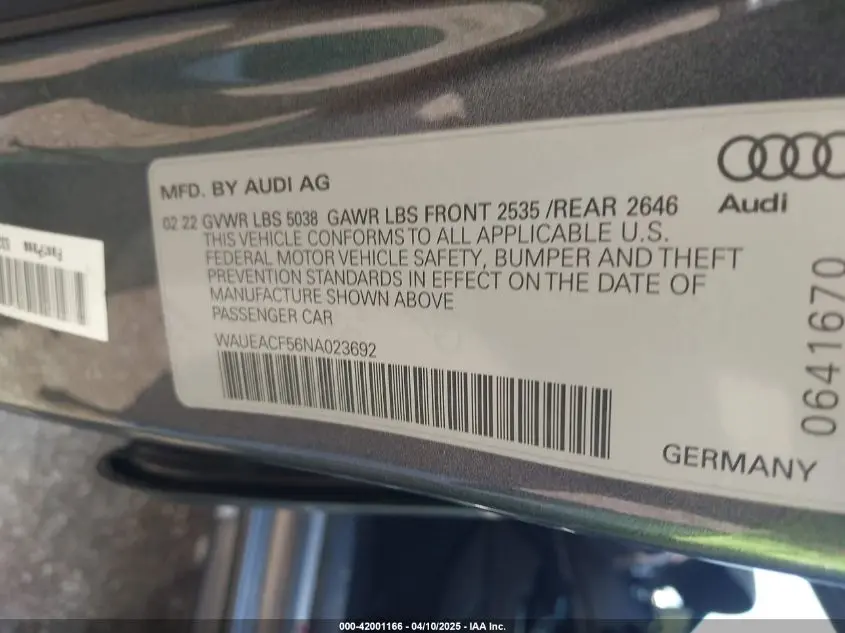 MFD. BY AUDI AG
02 22 GVWR LBS 5038 GAWR LBS FRONT 2535 /REAR 2646
THIS VEHICLE CONFORMS TO ALL APPLICABLE U.S.
FEDERAL MOTOR VEHICLE SAFETY, BUMPER AND THEFT
PREVENTION STANDARDS IN EFFECT ON THE DATE OF
MANUFACTURE SHOWN ABOVE
PASSENGER CAR
WAUEACF56NA023692
Audi
0641670
GERMANY
000-42001166 - 04/10/2025 - IAA Inc.